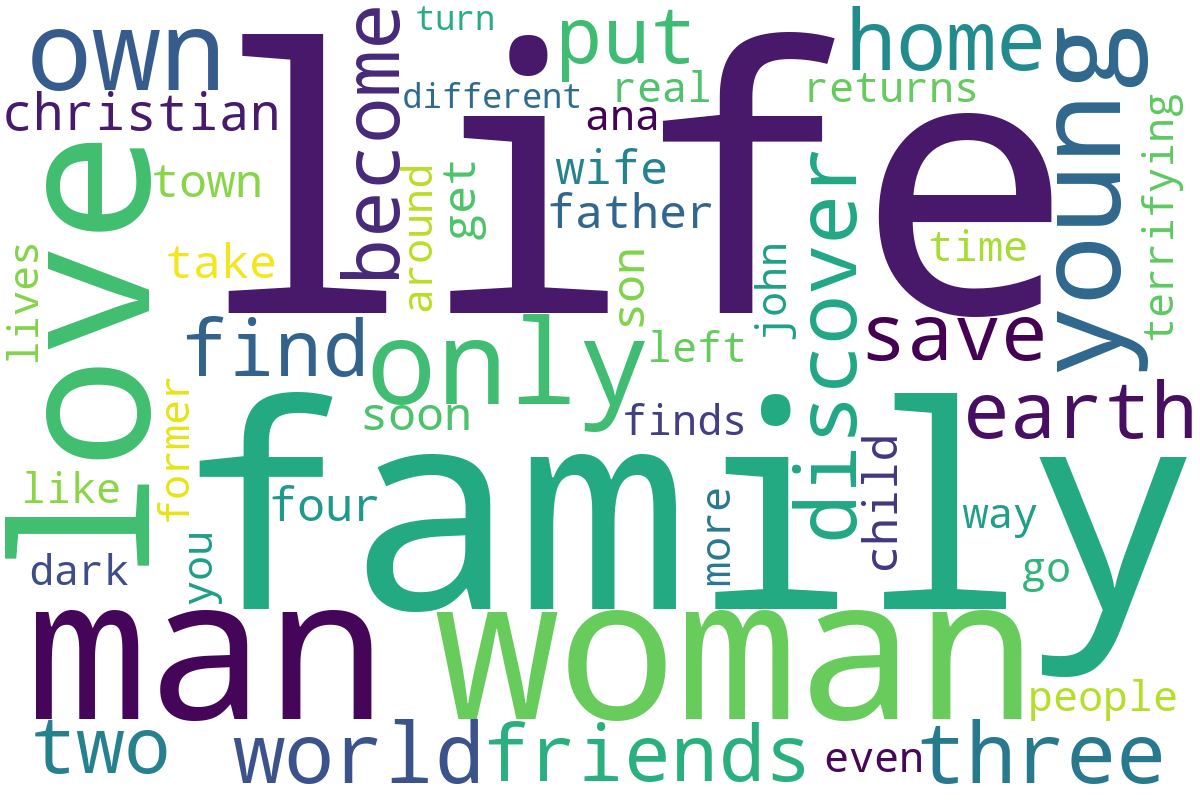 turn
own
life
put
home
young
become
christian
different
real
ana
returns
love
town
wife
father
discover
terrifying
around
get
time
lives
take
son
john
find
only
left
save
earth
former
soon
finds
family
like
four
more
child
way
dark
you
go
man
woman
people
two
world
friends
even
three